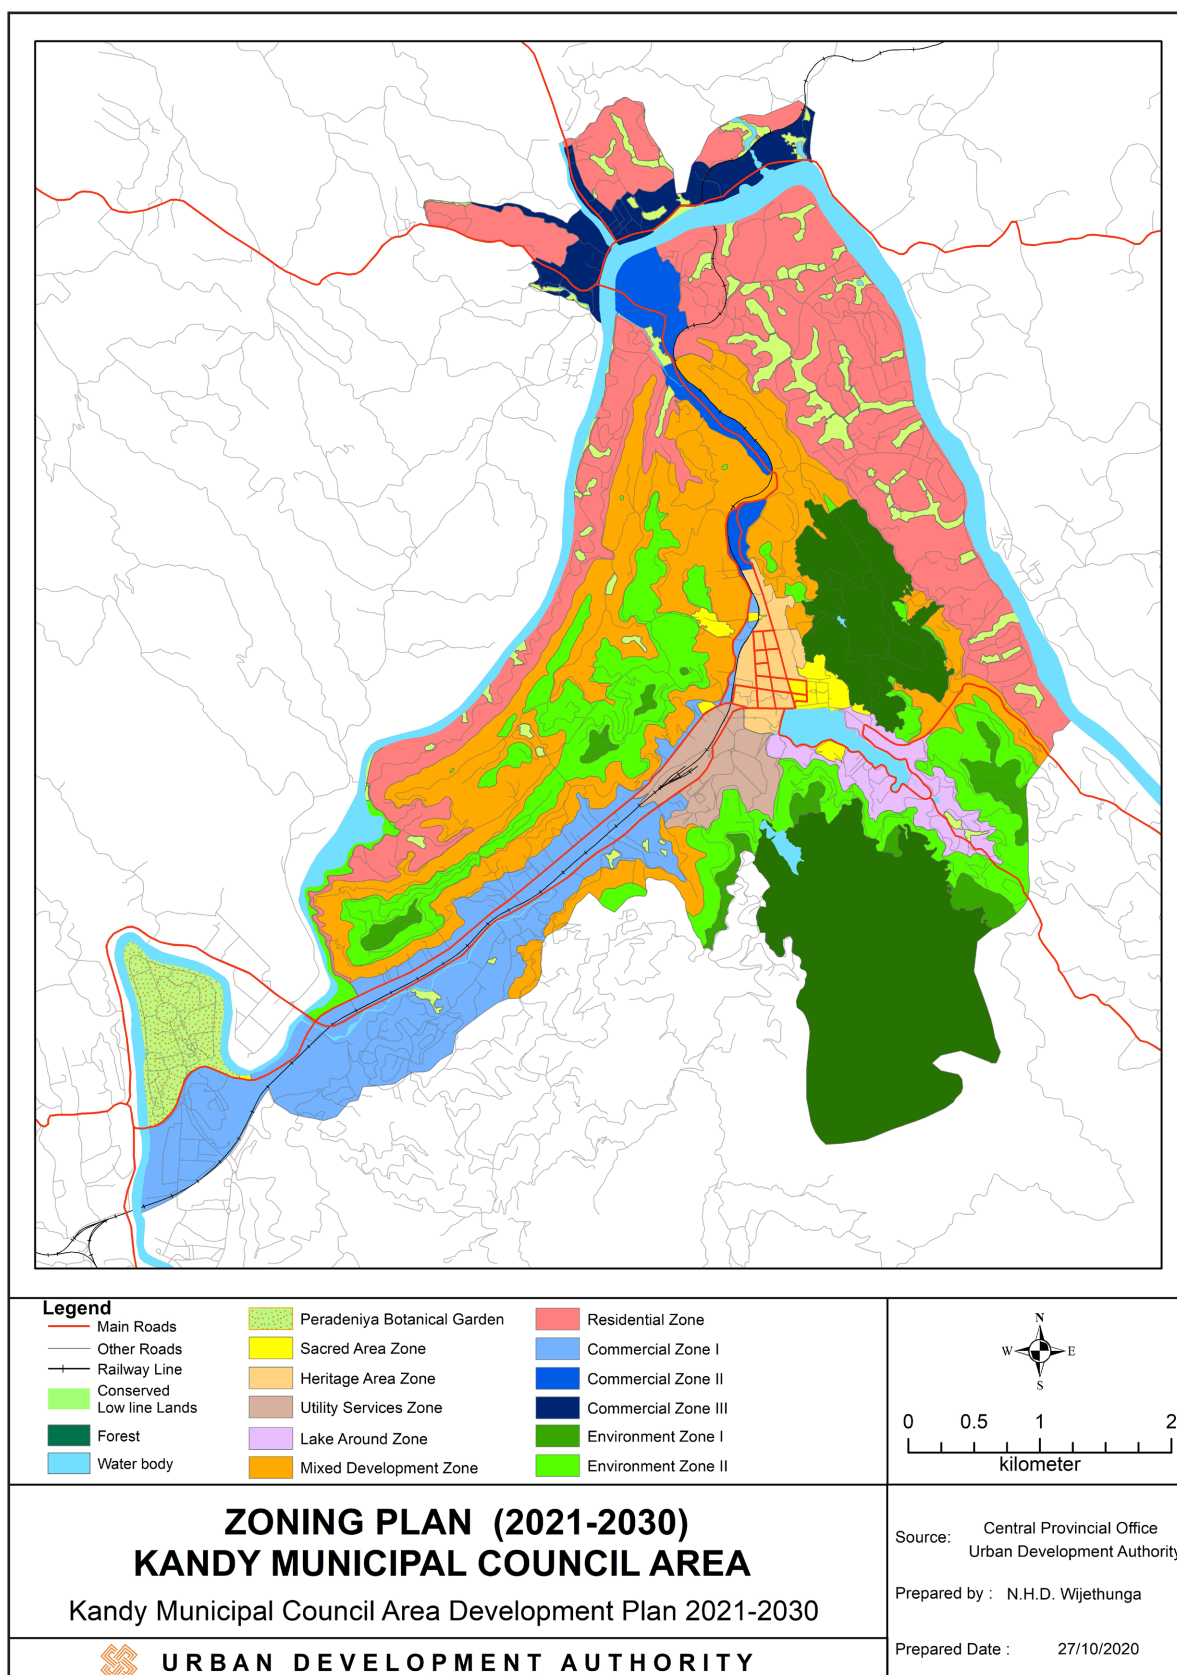 N
W E
S
Legend
Main Roads
Other Roads
Railway Line
Conserved
Low line Lands
Forest
Water body
Peradeniya Botanical Garden
Sacred Area Zone
Heritage Area Zone
Utility Services Zone
Lake Around Zone
Mixed Development Zone
Residential Zone
Commercial Zone I
Commercial Zone II
Commercial Zone III
Environment Zone I
Environment Zone II
0 0.5 1 2
kilometer
ZONING PLAN (2021-2030)
KANDY MUNICIPAL COUNCIL AREA
Kandy Municipal Council Area Development Plan 2021-2030
URBAN DEVELOPMENT AUTHORITY
Source: Central Provincial Office
Urban Development Authority
Prepared by : N.H.D. Wijethunga
Prepared Date : 27/10/2020